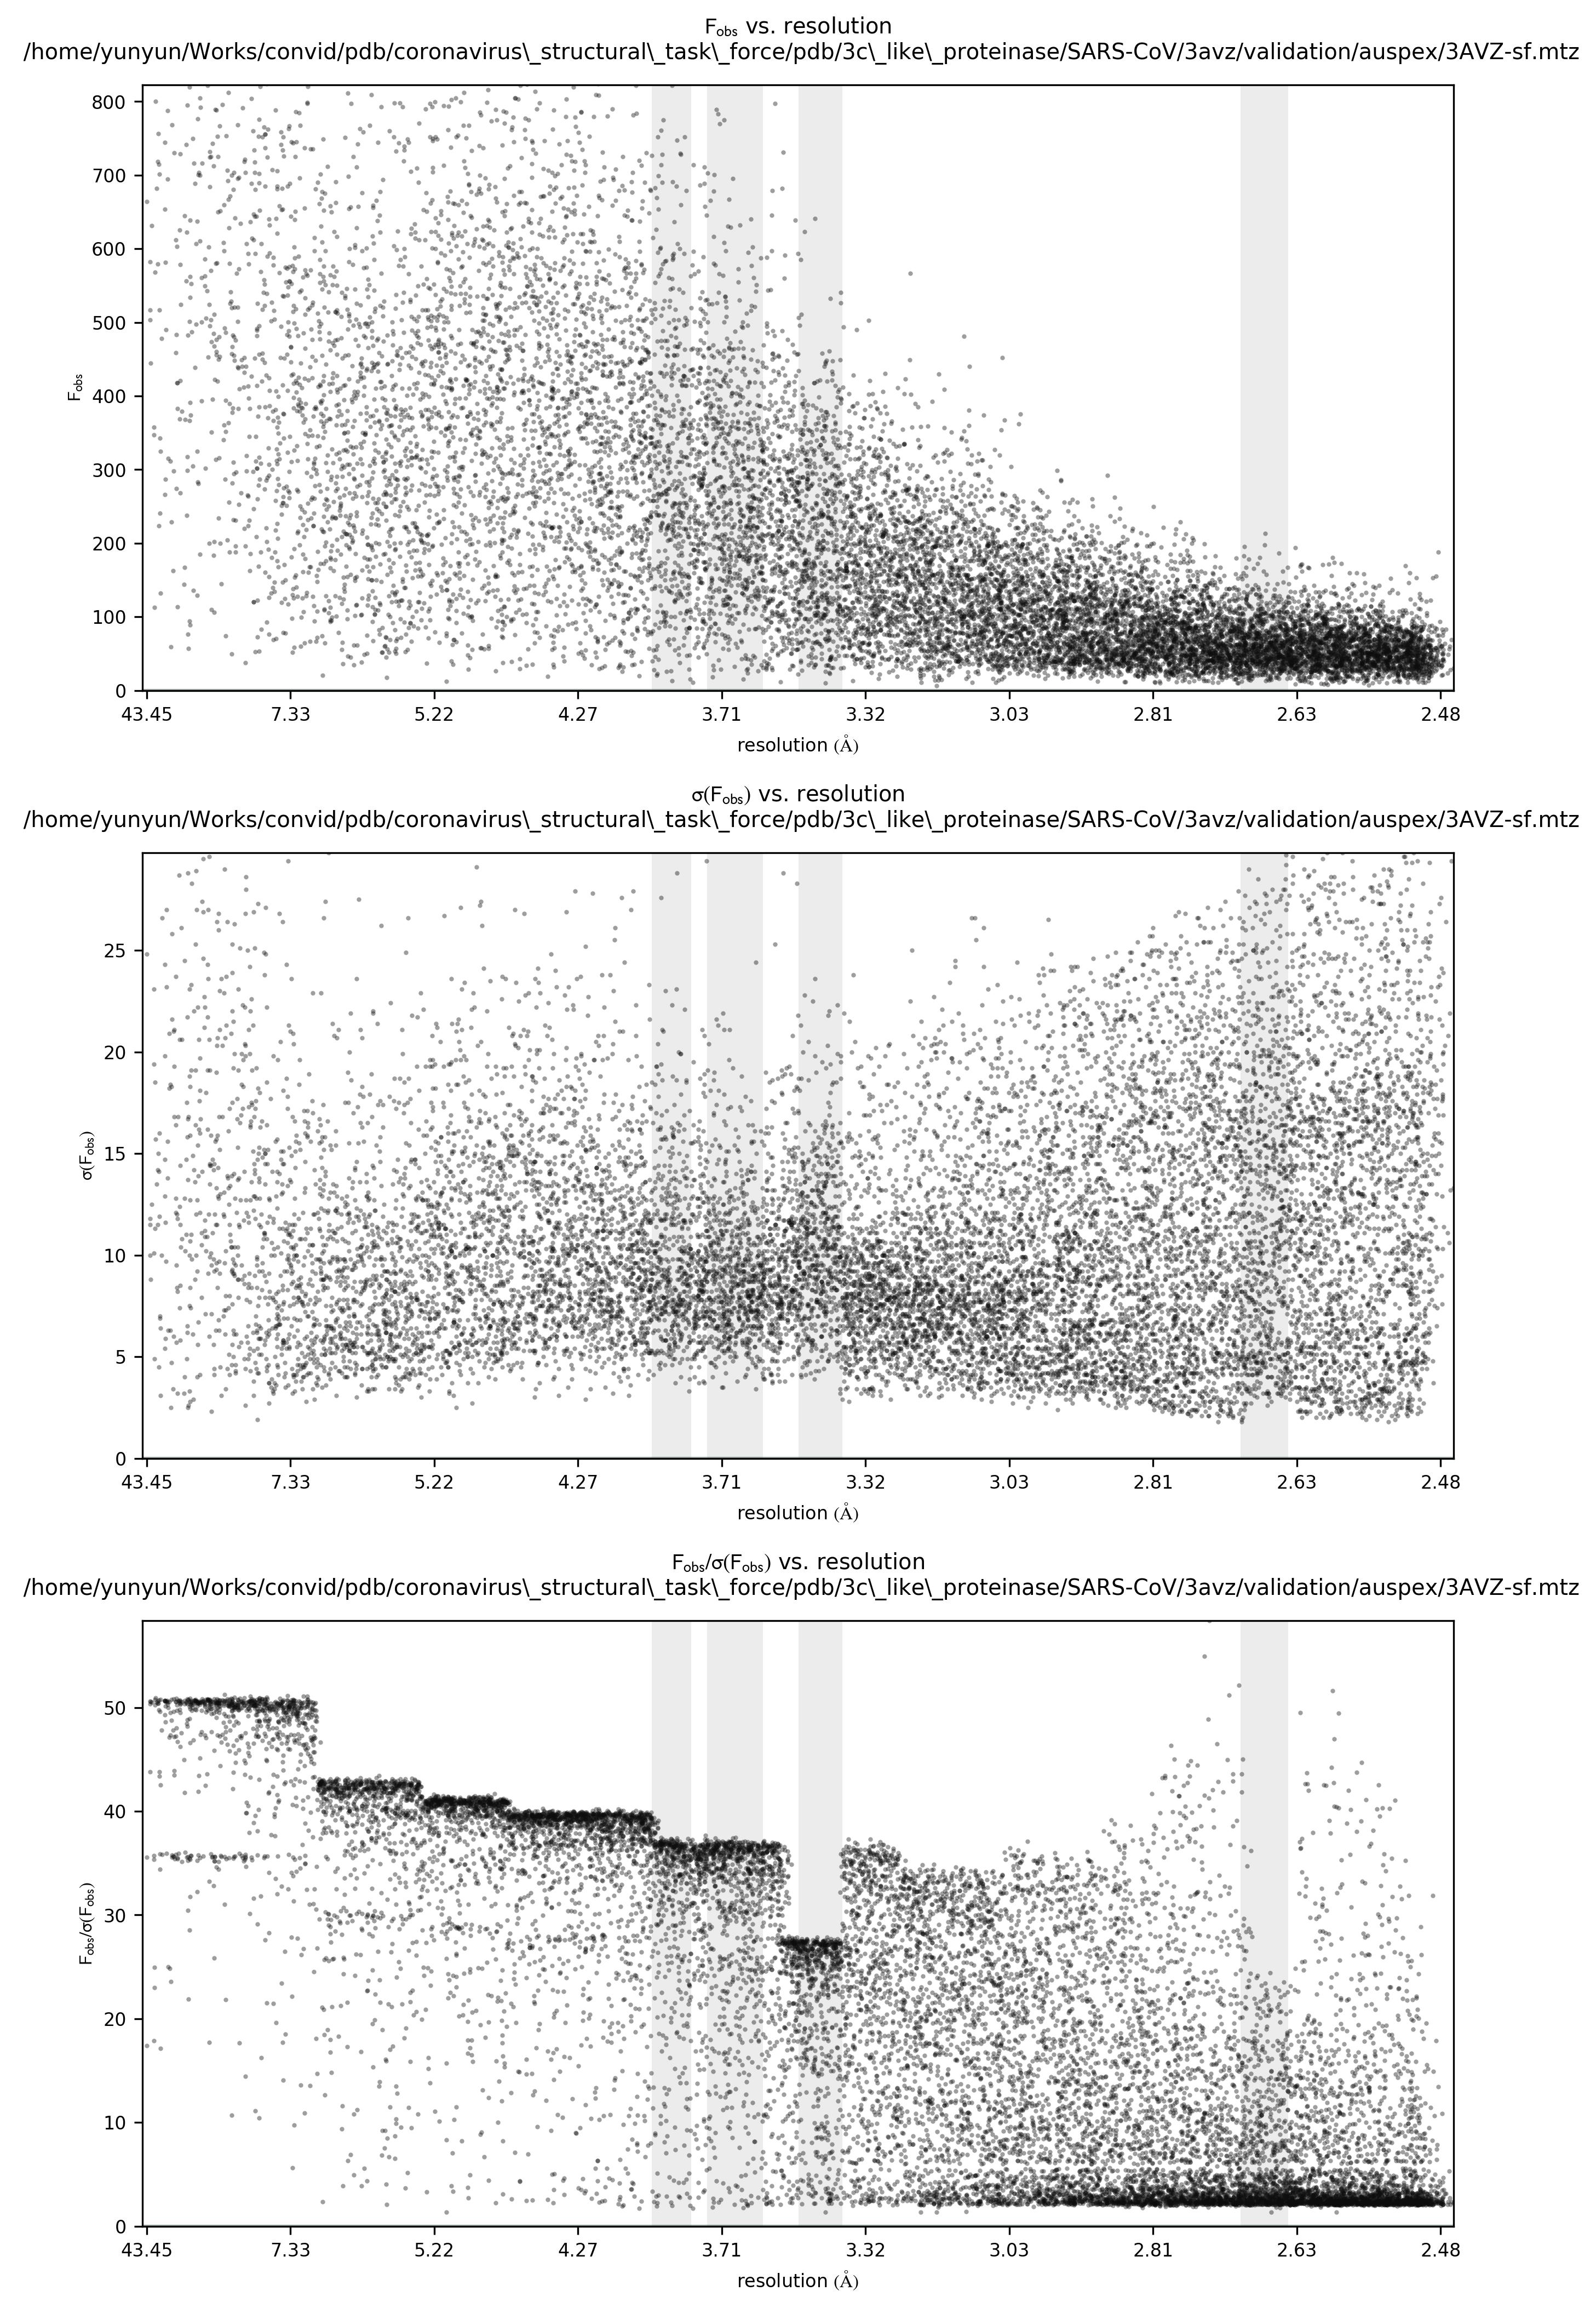 Fobs vs. resolution
/home/yunyun/Works/convid/pdb/coronavirus\_structural\_task\_force/pdb/3c\_like\_proteinase/SARS-CoV/3avz/validation/auspex/3AVZ-sf.mtz
800
700
600
500
400
300
200
100
0
Fobs
43.45 7.33 5.22 4.27 3.71 3.32 3.03 2.81 2.63 2.48
resolution (Å)
σ(Fobs) vs. resolution
/home/yunyun/Works/convid/pdb/coronavirus\_structural\_task\_force/pdb/3c\_like\_proteinase/SARS-CoV/3avz/validation/auspex/3AVZ-sf.mtz
25
20
15
10
5
0
σ(Fobs)
43.45 7.33 5.22 4.27 3.71 3.32 3.03 2.81 2.63 2.48
resolution (Å)
Fobs/σ(Fobs) vs. resolution
/home/yunyun/Works/convid/pdb/coronavirus\_structural\_task\_force/pdb/3c\_like\_proteinase/SARS-CoV/3avz/validation/auspex/3AVZ-sf.mtz
50
40
30
20
10
0
Fobs/σ(Fobs)
43.45 7.33 5.22 4.27 3.71 3.32 3.03 2.81 2.63 2.48
resolution (Å)